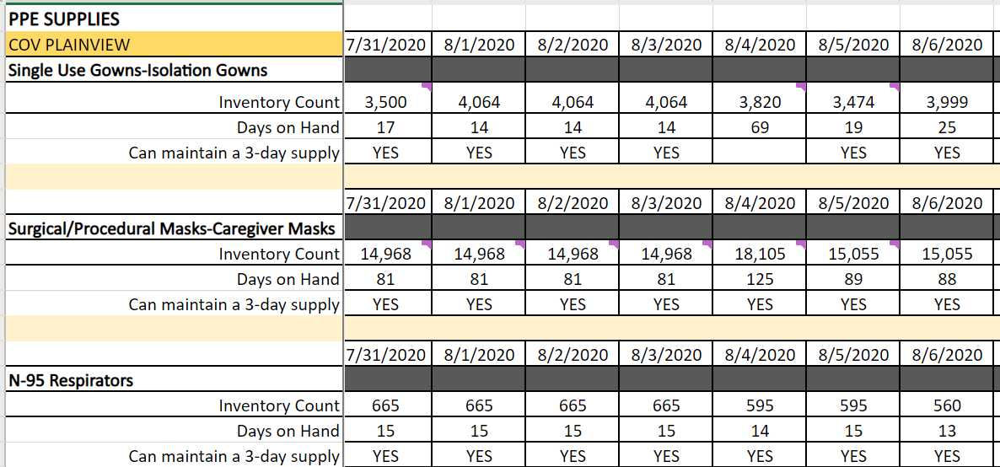 PPE SUPPLIES
COV PLAINVIEW 7/31/2020 8/1/2020 8/2/2020 8/3/2020 8/4/2020 8/5/2020 8/6/2020
Single Use Gowns-Isolation Gowns
Inventory Count 3,500 4,064 4,064 4,064 3,820 3,474 3,999
Days on Hand 17 14 14 14 69 19 25
Can maintain a 3-day supply YES YES YES YES YES YES
7/31/2020 8/1/2020 8/2/2020 8/3/2020 8/4/2020 8/5/2020 8/6/2020
Surgical/Procedural Masks-Caregiver Masks
Inventory Count 14,968 14,968 14,968 14,968 18,105 15,055 15,055
Days on Hand 81 81 81 81 125 89 88
Can maintain a 3-day supply YES YES YES YES YES YES YES
7/31/2020 8/1/2020 8/2/2020 8/3/2020 8/4/2020 8/5/2020 8/6/2020
N-95 Respirators
Inventory Count 665 665 665 665 595 595 560
Days on Hand 15 15 15 15 14 15 13
Can maintain a 3-day supply YES YES YES YES YES YES YES